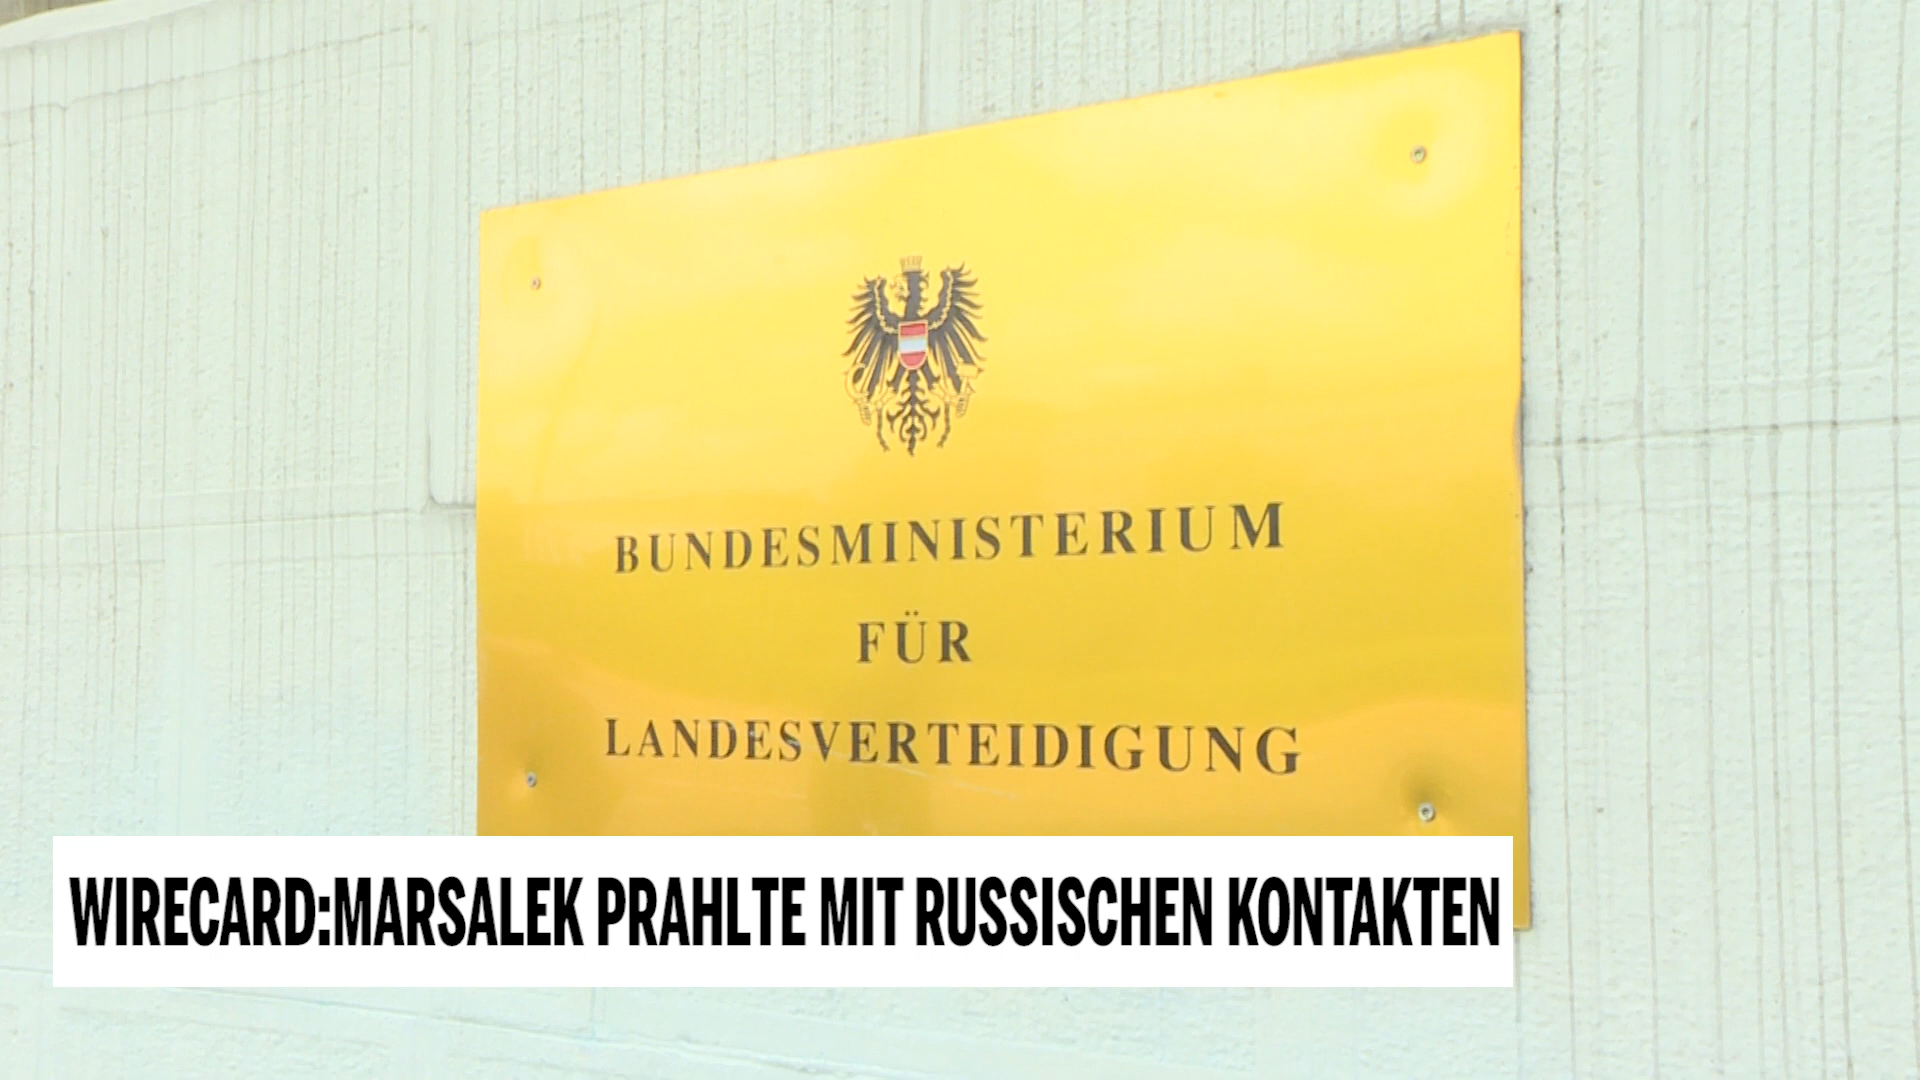 BUNDESMINISTERIUM
FÜR
LANDESVERTEIDIGUNG
WIRECARD:MARSALEK PRAHLTE MIT RUSSISCHEN KONTAKTEN